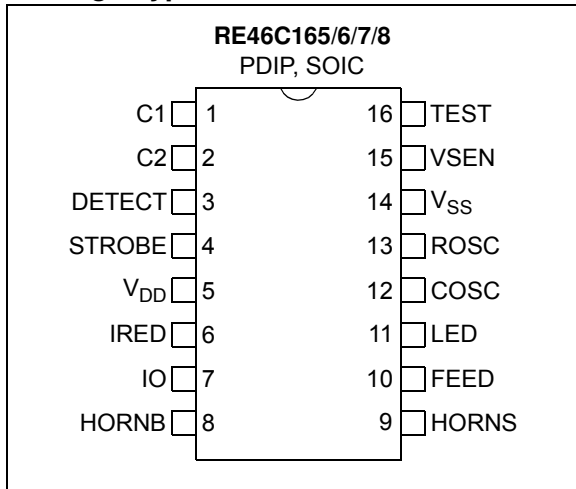 RE46C165/6/7/8
PDIP, SOIC
C1 1 16 TEST
C2 2 15 VSEN
DETECT 3 14 VSS
STROBE 4 13 ROSC
VDD 5 12 COSC
IRED 6 11 LED
IO 7 10 FEED
HORNB 8 9 HORNS